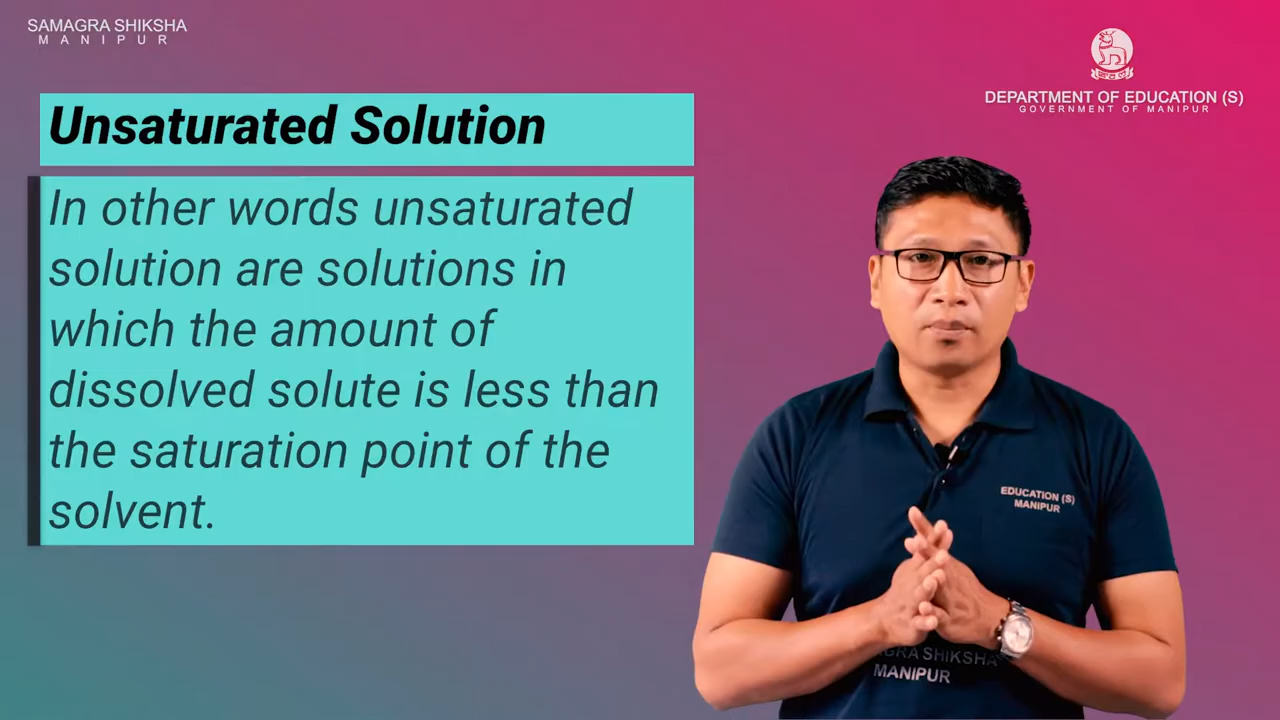 SAMAGRA SHIKSHA
MANIPUR
DEPARTMENT OF EDUCATION (S)
GOVERNMENT OF MANIPUR
Unsaturated Solution
In other words unsaturated
solution are solutions in
which the amount of
dissolved solute is less than
the saturation point of the
solvent.
EDUCATION (S)
MANIPUR
SHIKSHA
MANIPUR